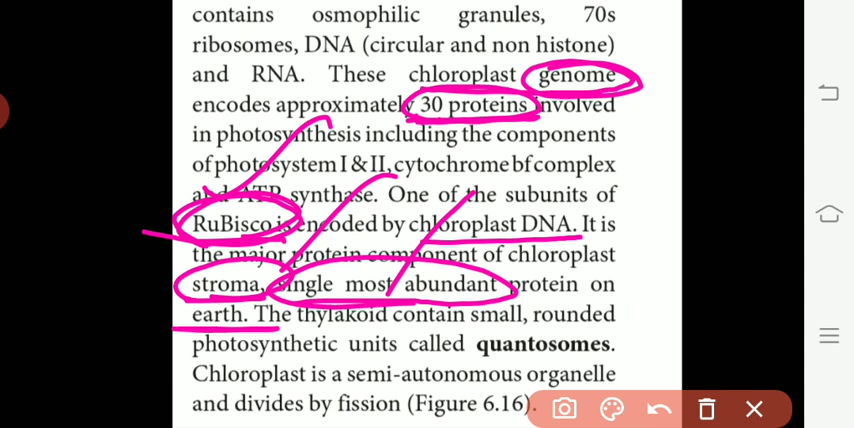 contains osmophilic granules, 70s
ribosomes, DNA (circular and non histone)
and RNA. These chloroplast genome
encodes approximately 30 proteins involved
in photosynthesis including the components
of photosystem I & II, cytochrome bf complex
and ATP synthase. One of the subunits of
RuBisco is encoded by chloroplast DNA. It is
the major protein component of chloroplast
stroma, single most abundant protein on
earth. The thylakoid contain small, rounded
photosynthetic units called quantosomes.
Chloroplast is a semi-autonomous organelle
and divides by fission (Figure 6.16).